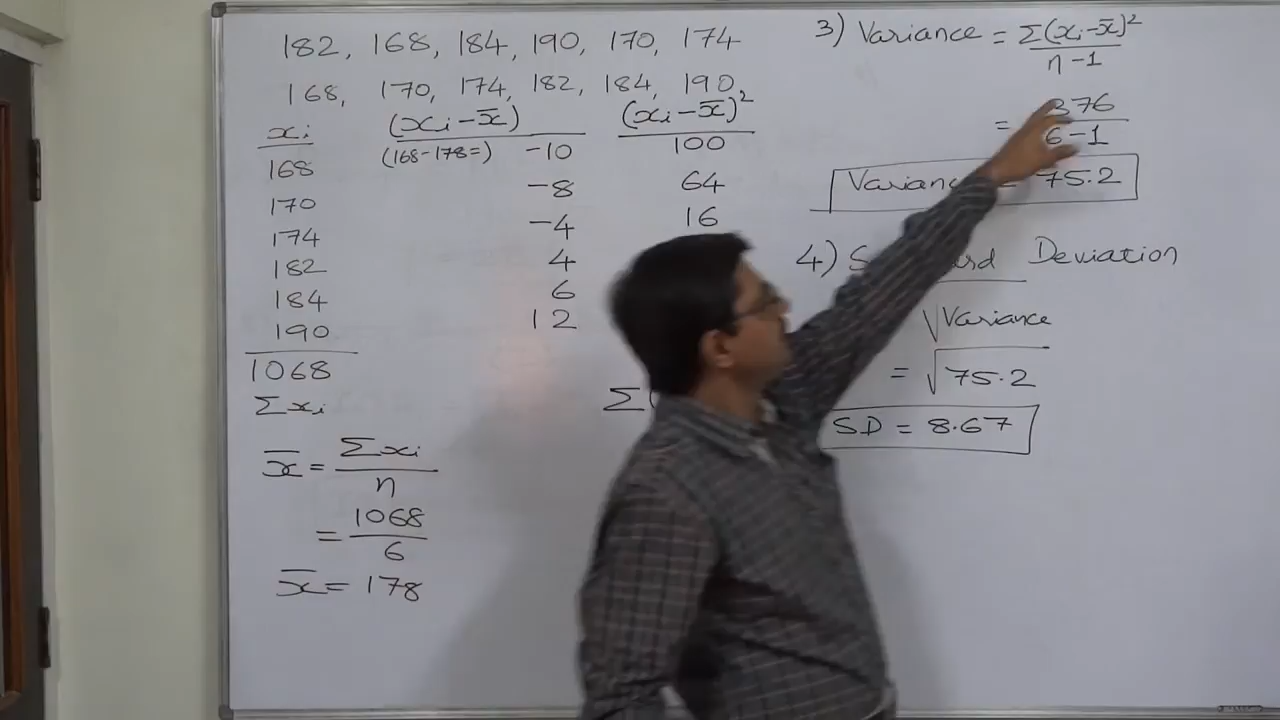 182, 168, 184, 190, 170, 174
168, 170, 174, 182, 184, 190,
xi (xi-x̄) (xi-x̄)²
168 (168-178=) -10 100
170 -8 64
174 -4 16
182 4
184 6
190 12
1068
Σxi Σ
x̄ = Σxi / n
= 1068 / 6
x̄ = 178
3) Variance = Σ(xi-x̄)² / n-1
= 376 / 6-1
75.2
4) Deviation
√Variance
= √75.2
SD = 8.67